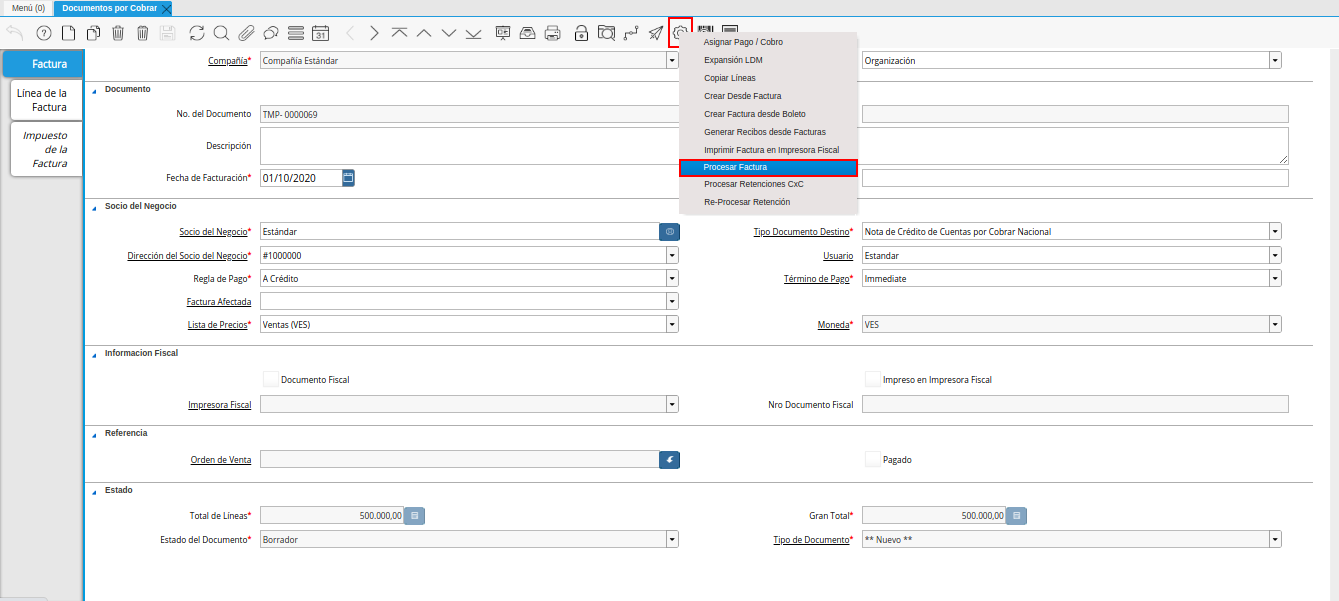 Menú (0)
Documentos por Cobrar
31
Factura
Línea de la
Factura
Impuesto
de la
Factura
Compañía* Compañía Estándar
Organización
Asignar Pago / Cobro
Expansión LDM
Copiar Líneas
Crear Desde Factura
Crear Factura desde Boleto
Generar Recibos desde Facturas
Imprimir Factura en Impresora Fiscal
Procesar Factura
Procesar Retenciones CxC
Re-Procesar Retención
Documento
No. del Documento TMP- 0000069
Descripción
Fecha de Facturación* 01/10/2020
Socio del Negocio
Socio del Negocio* Estándar Tipo Documento Destino* Nota de Crédito de Cuentas por Cobrar Nacional
Dirección del Socio del Negocio* #1000000 Usuario Estandar
Regla de Pago* A Crédito Término de Pago* Immediate
Factura Afectada
Lista de Precios* Ventas (VES) Moneda* VES
Informacion Fiscal
Documento Fiscal Impreso en Impresora Fiscal
Impresora Fiscal Nro Documento Fiscal
Referencia
Orden de Venta Pagado
Estado
Total de Líneas* 500.000,00 Gran Total* 500.000,00
Estado del Documento* Borrador Tipo de Documento* ** Nuevo **